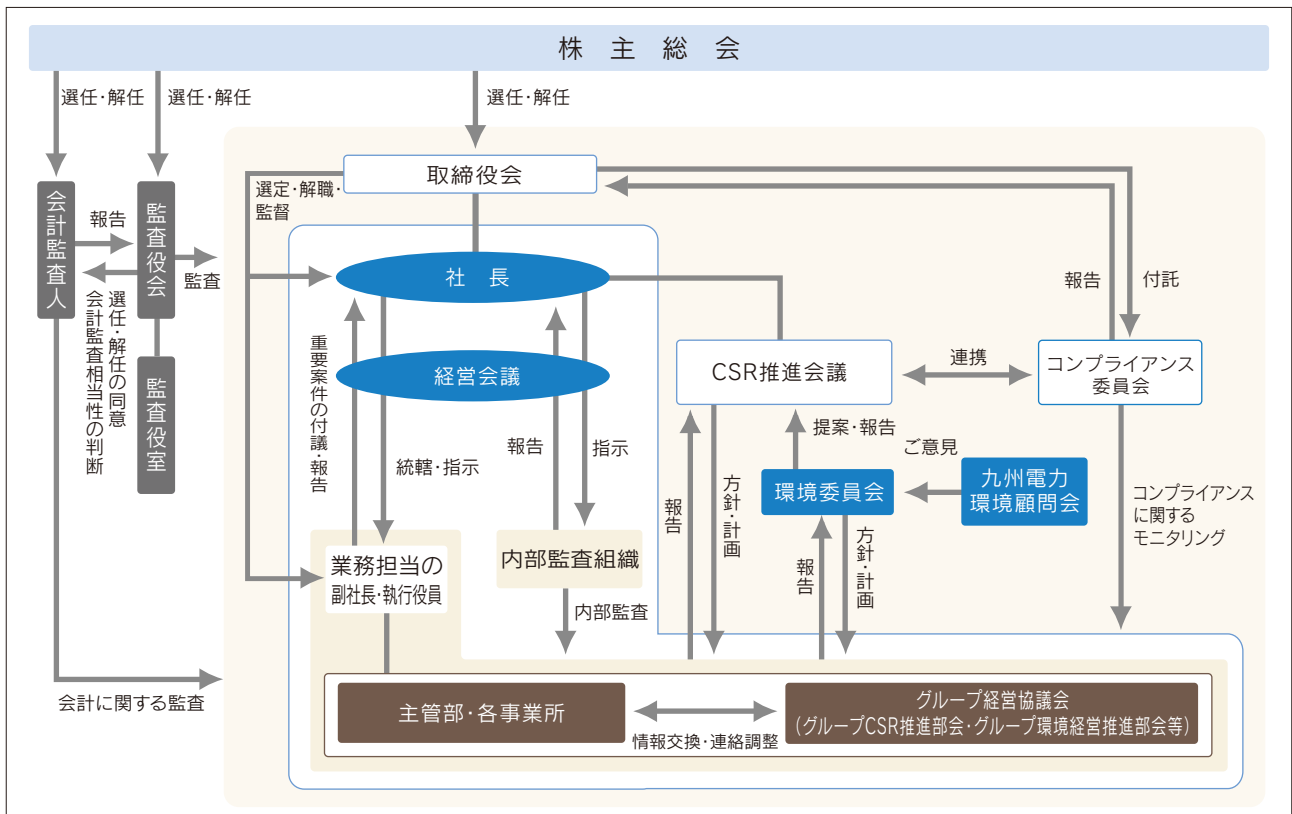 株主総会
選任・解任
選任・解任
選任・解任
取締役会
選定・解職・
監督
会計監査人
報告
監査役会
監査
選任・解任の同意
会計監査相当性の判断
監査役室
社長
経営会議
重要案件の付議・報告
統轄・指示
報告
指示
業務担当の
副社長・執行役員
内部監査組織
内部監査
CSR推進会議
連携
報告
付託
コンプライアンス
委員会
提案・報告
ご意見
環境委員会
九州電力
環境顧問会
報告
方針・計画
報告
方針・計画
コンプライアンス
に関する
モニタリング
会計に関する監査
主管部・各事業所
情報交換・連絡調整
グループ経営協議会
(グループCSR推進部会・グループ環境経営推進部会等)